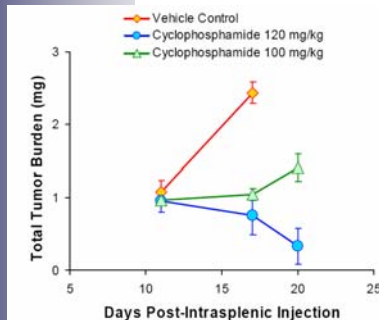 Vehicle Control
Cyclophosphamide 120 mg/kg
Cyclophosphamide 100 mg/kg
Total Tumor Burden (mg)
3
2
1
0
5 10 15 20 25
Days Post-Intrasplenic Injection